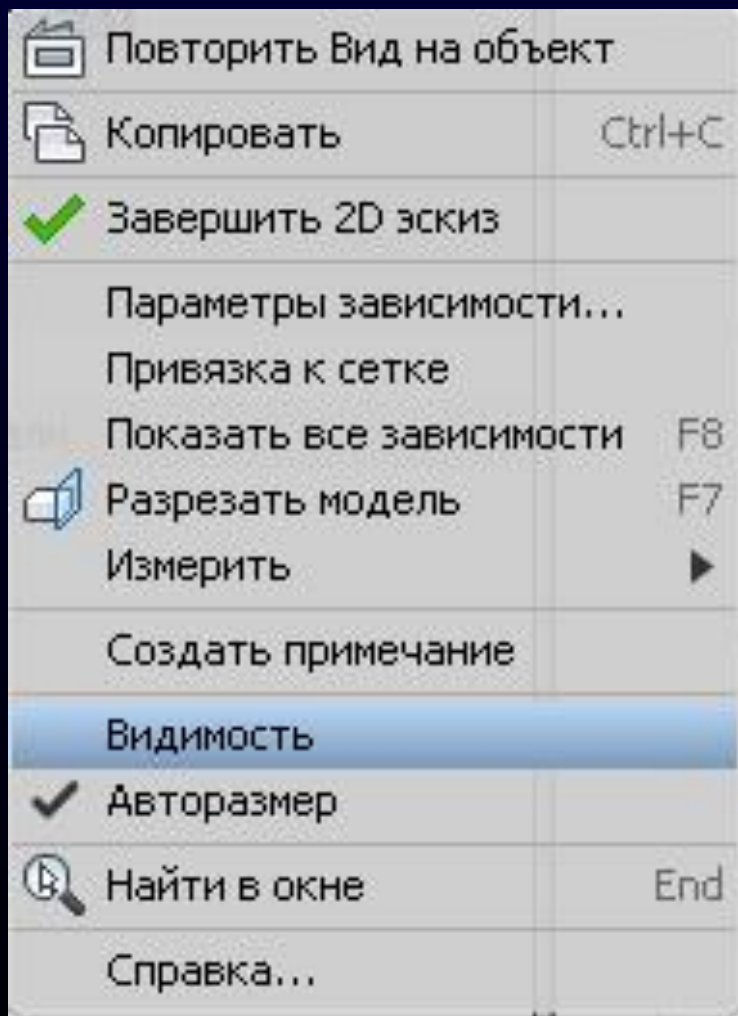 Повторить Вид на объект
Копировать Ctrl+C
Завершить 2D эскиз
Параметры зависимости...
Привязка к сетке
Показать все зависимости F8
Разрезать модель F7
Измерить
Создать примечание
Видимость
Авторазмер
Найти в окне End
Справка...